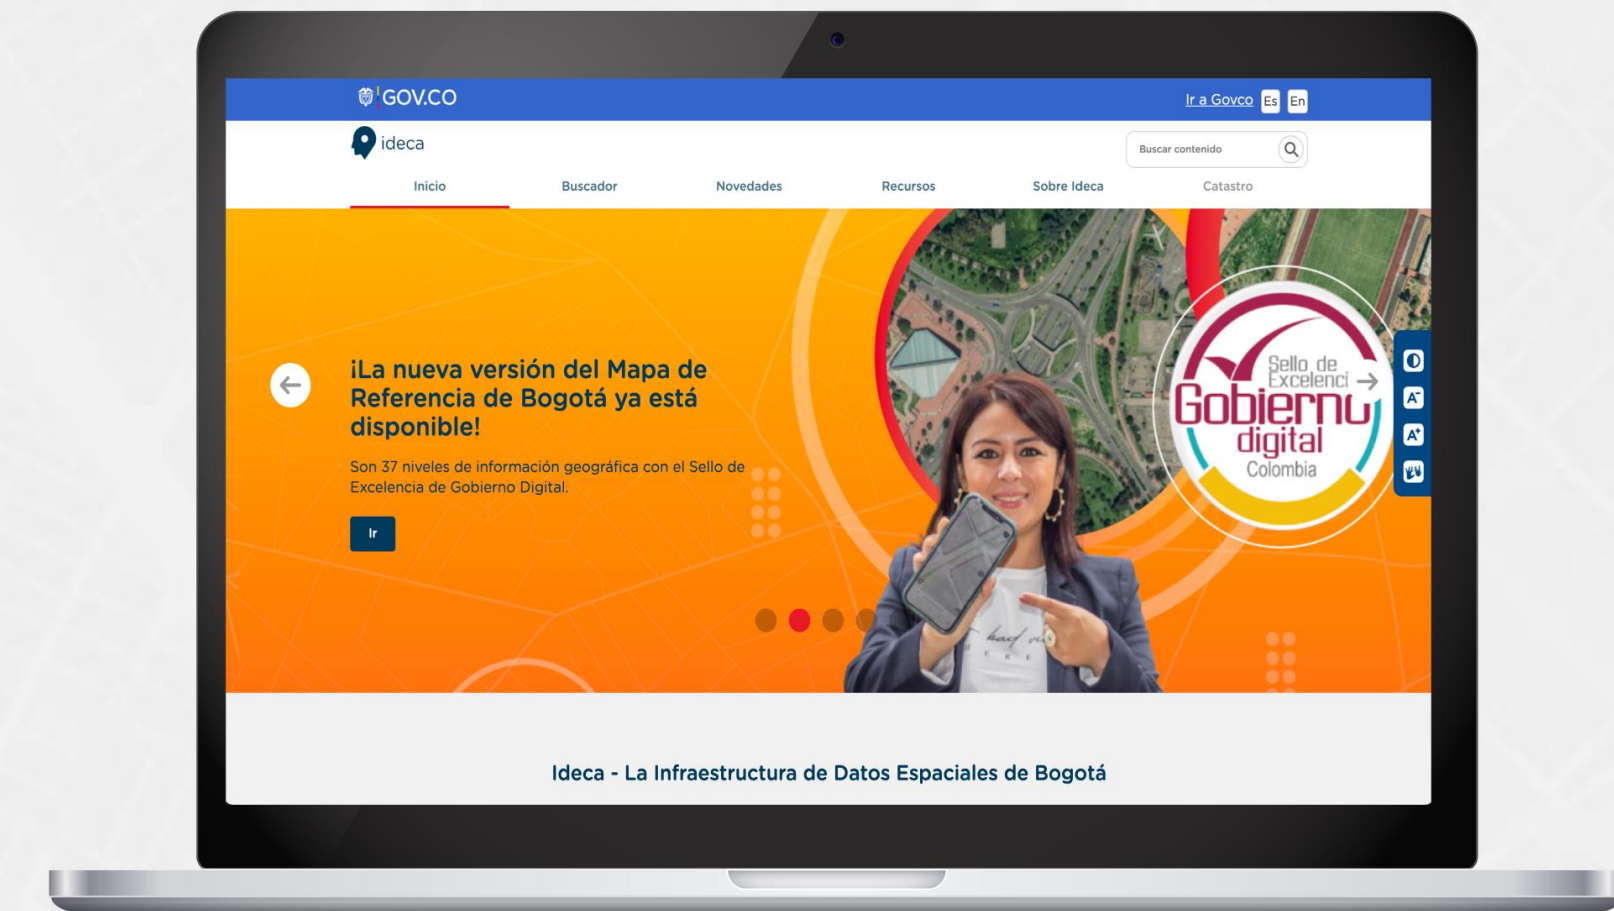 GOV.CO
Ir a Govco Es En
ideca
Buscar contenido
Inicio Buscador Novedades Recursos Sobre Ideca Catastro
¡La nueva versión del Mapa de
Referencia de Bogotá ya está
disponible!
Son 37 niveles de información geográfica con el Sello de
Excelencia de Gobierno Digital.
Ir
Sello de
Excelenci
Gobierno
digital
Colombia
A-
A+
bad
Ideca - La Infraestructura de Datos Espaciales de Bogotá